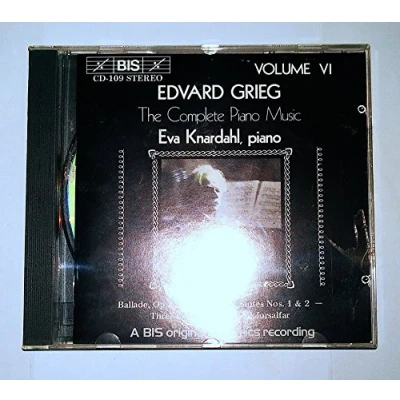 BIS
CD-109 STEREO
VOLUME VI
EDVARD GRIEG
The Complete Piano Music
Eva Knardahl, piano
Ballade, Op. Suites Nos. 1 & 2 —
A BIS recording